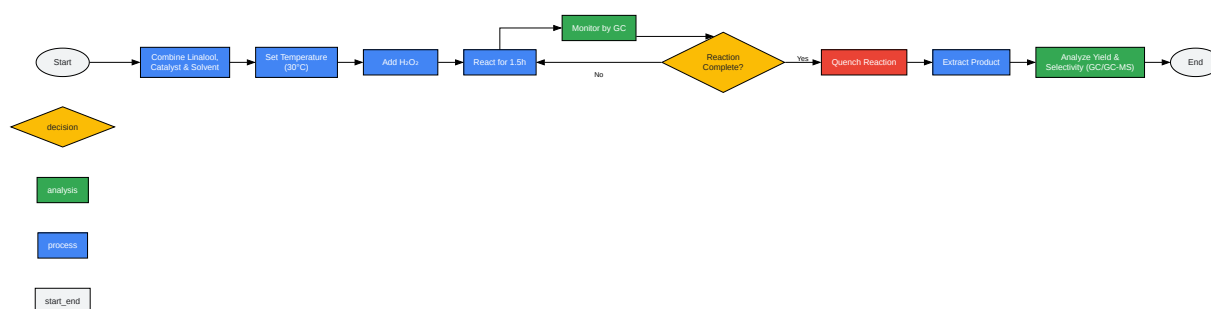 Start
Combine Linalool,
Catalyst & Solvent
Set Temperature
(30°C)
Add H₂O₂
React for 1.5h
Monitor by GC
Reaction
Complete?
No
Yes
Quench Reaction
Extract Product
Analyze Yield &
Selectivity (GC/GC-MS)
End
decision
analysis
process
start_end